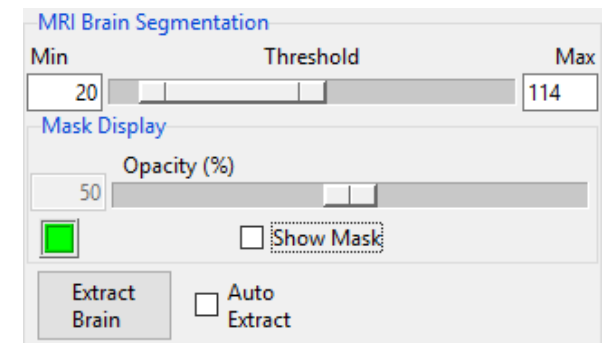 MRI Brain Segmentation
Min Threshold Max
20 114
Mask Display
Opacity (%)
50
Show Mask
Extract
Brain
Auto
Extract